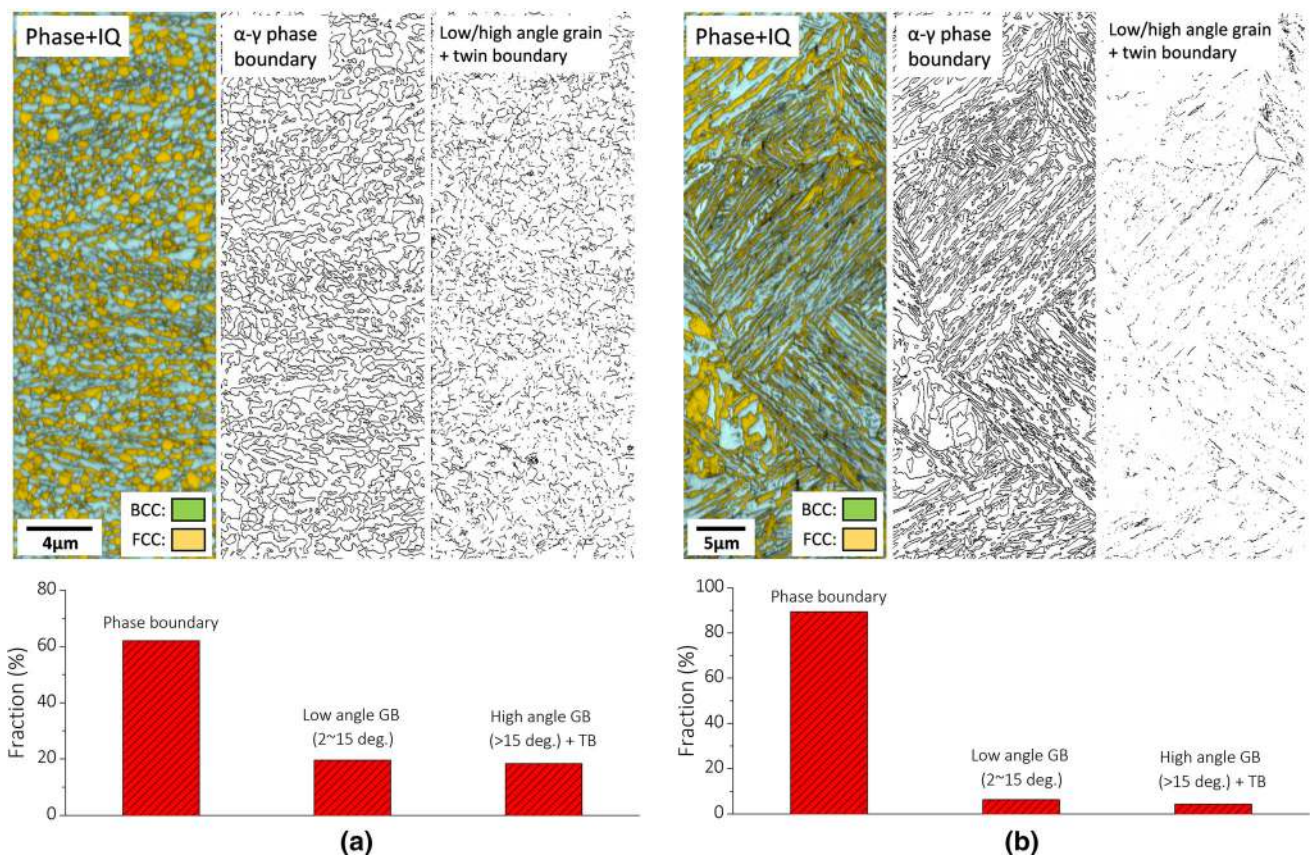 Phase+IQ
α-γ phase
boundary
Low/high angle grain
+ twin boundary
BCC:
FCC:
4μm
Phase+IQ
α-γ phase
boundary
Low/high angle grain
+ twin boundary
BCC:
FCC:
5μm
80
60
40
20
0
Fraction (%)
Phase boundary
Low angle GB
(2~15 deg.)
High angle GB
(>15 deg.) + TB
(a)
100
80
60
40
20
0
Fraction (%)
Phase boundary
Low angle GB
(2~15 deg.)
High angle GB
(>15 deg.) + TB
(b)